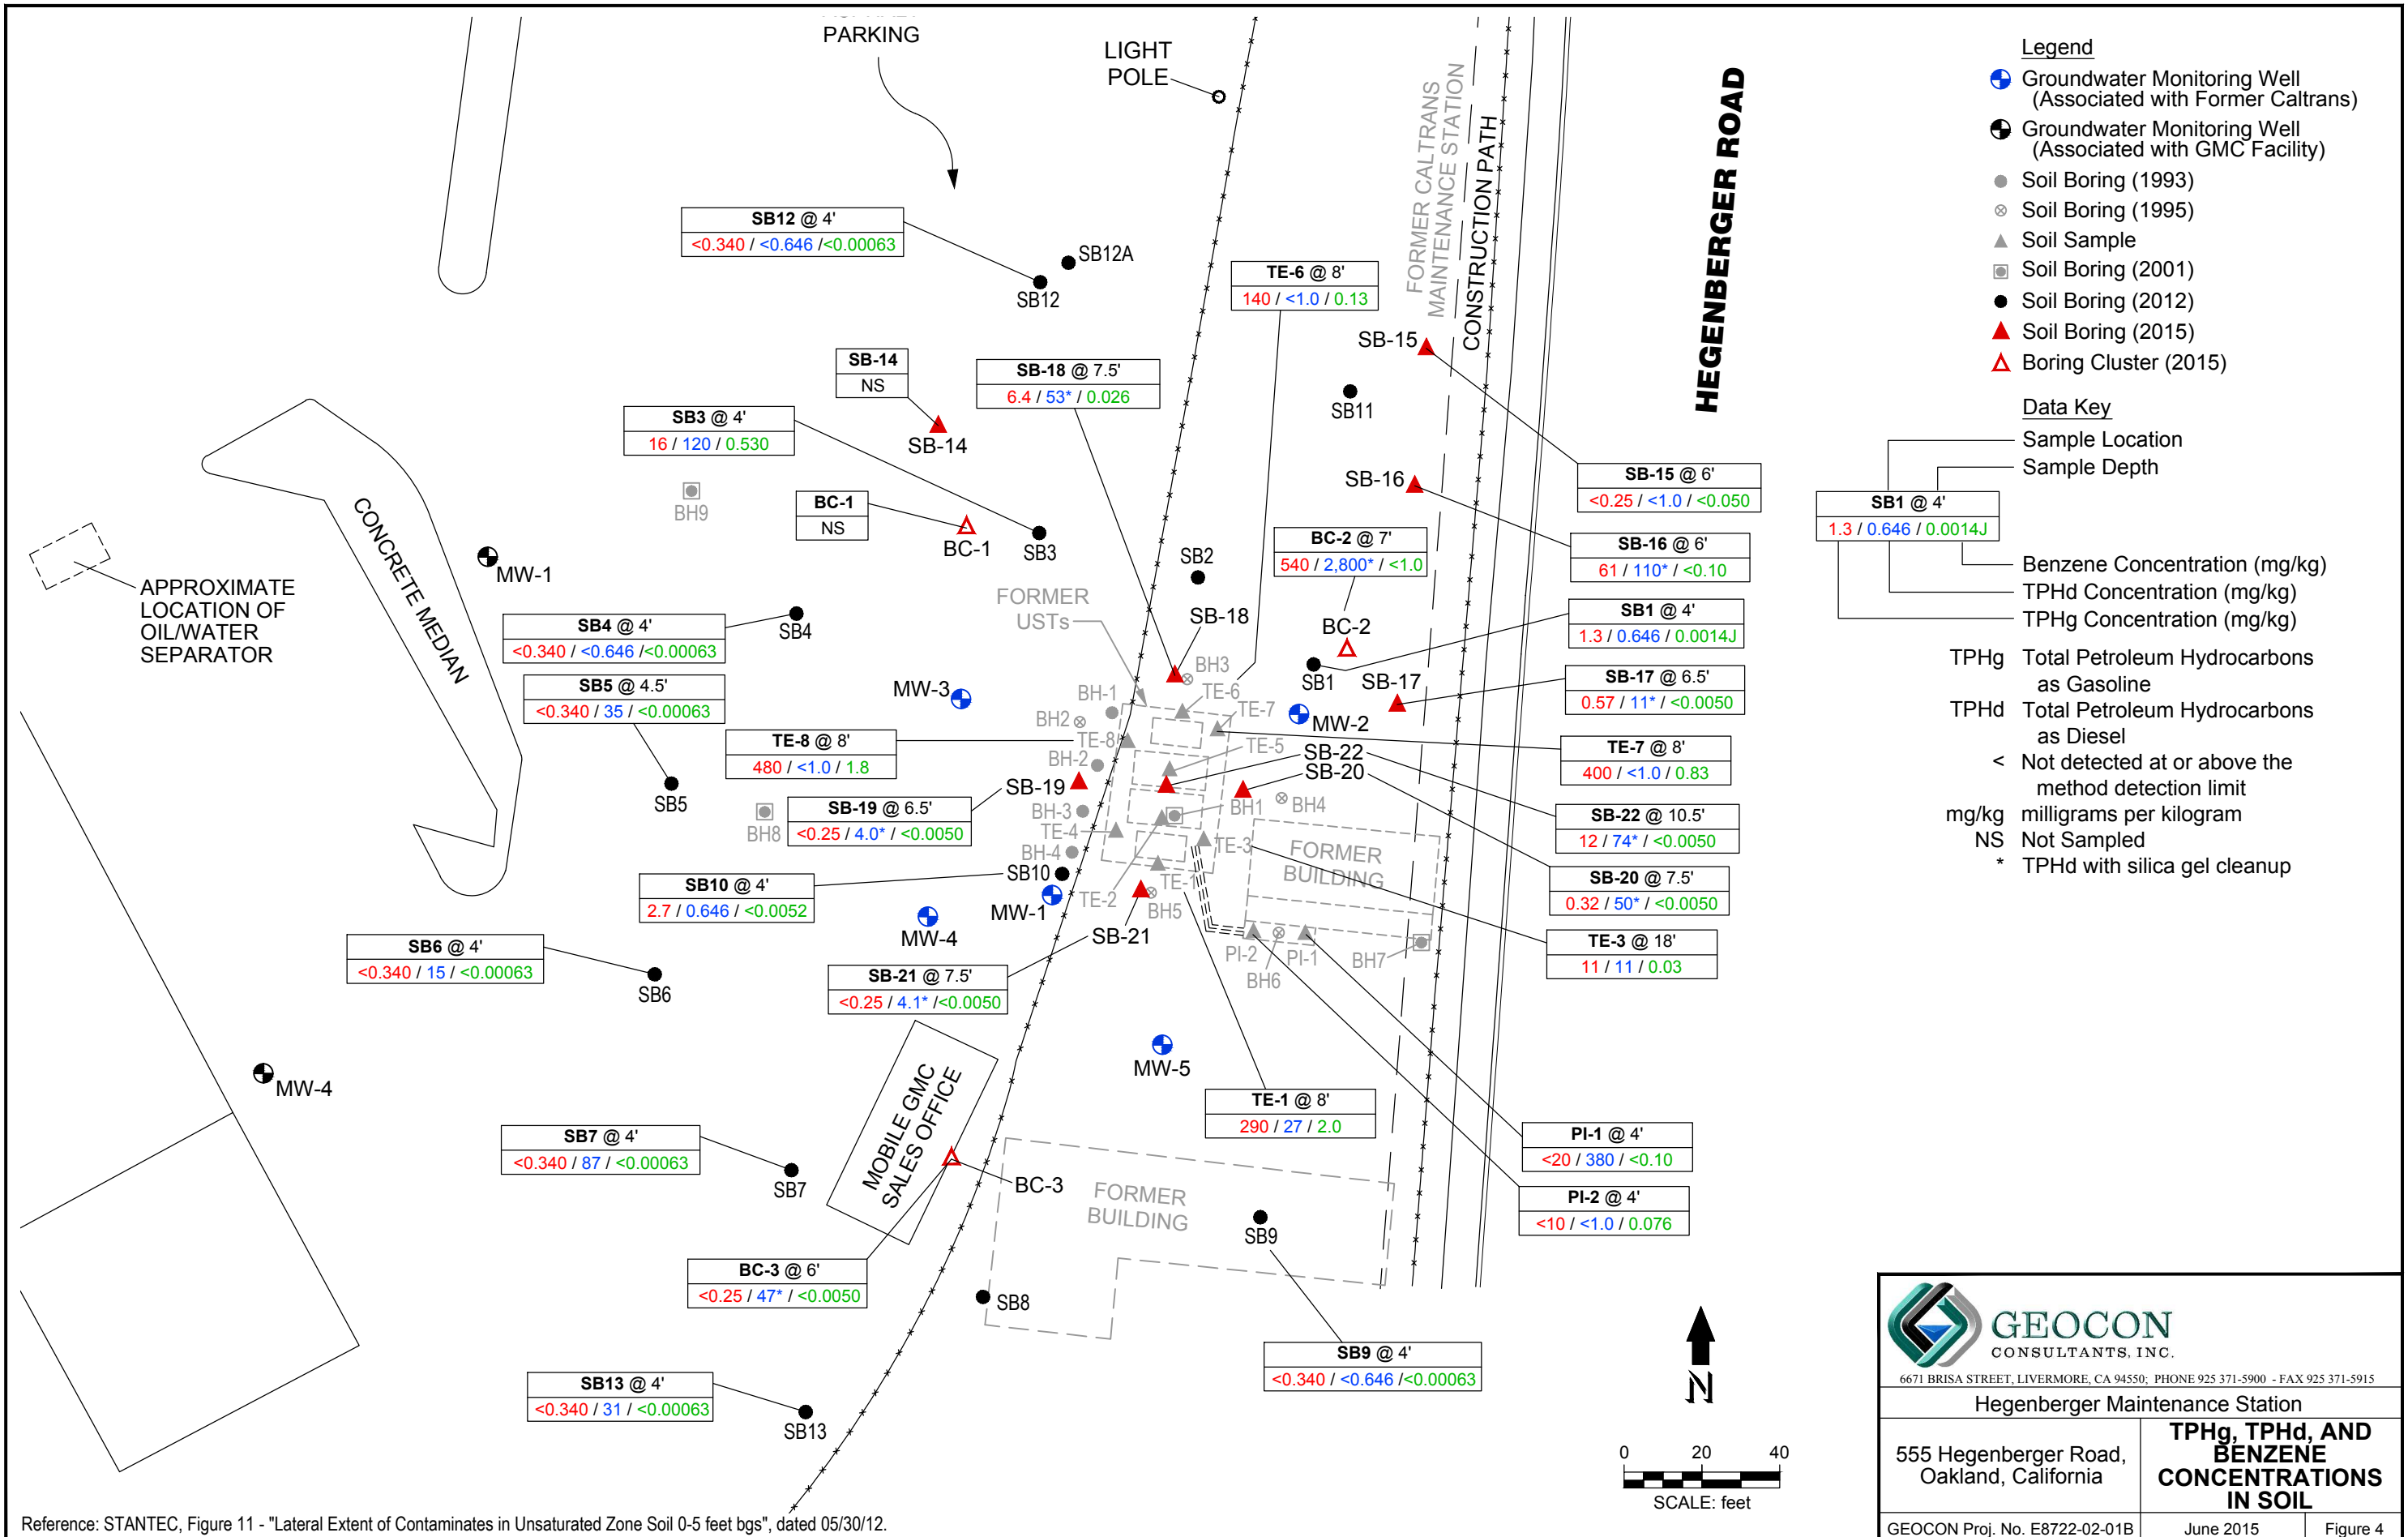 PARKING
LIGHT
POLE
FORMER CALTRANS
MAINTENANCE STATION
CONSTRUCTION PATH
HEGENBERGER ROAD
Legend
Groundwater Monitoring Well
(Associated with Former Caltrans)
Groundwater Monitoring Well
(Associated with GMC Facility)
Soil Boring (1993)
Soil Boring (1995)
Soil Sample
Soil Boring (2001)
Soil Boring (2012)
Soil Boring (2015)
Boring Cluster (2015)
Data Key
Sample Location
Sample Depth
SB1 @ 4'
1.3 / 0.646 / 0.0014J
Benzene Concentration (mg/kg)
TPHd Concentration (mg/kg)
TPHg Concentration (mg/kg)
TPHg Total Petroleum Hydrocarbons
as Gasoline
TPHd Total Petroleum Hydrocarbons
as Diesel
< Not detected at or above the
method detection limit
mg/kg milligrams per kilogram
NS Not Sampled
* TPHd with silica gel cleanup
SB12 @ 4'
<0.340 / <0.646 /<0.00063
SB12A
SB12
TE-6 @ 8'
140 / <1.0 / 0.13
SB-15
SB-14
NS
SB-14
SB-18 @ 7.5'
6.4 / 53* / 0.026
SB11
SB3 @ 4'
16 / 120 / 0.530
BH9
BC-1
NS
BC-1
SB3
SB-16
SB-15 @ 6'
<0.25 / <1.0 / <0.050
SB2
BC-2 @ 7'
540 / 2,800* / <1.0
SB-16 @ 6'
61 / 110* / <0.10
CONCRETE MEDIAN
MW-1
APPROXIMATE
LOCATION OF
OIL/WATER
SEPARATOR
FORMER
USTs
SB-18
BC-2
SB1 @ 4'
1.3 / 0.646 / 0.0014J
SB4 @ 4'
<0.340 / <0.646 /<0.00063
SB4
SB5 @ 4.5'
<0.340 / 35 / <0.00063
SB5
MW-3
BH3
TE-6
BH-1
BH2
TE-7
SB1
SB-17
MW-2
SB-17 @ 6.5'
0.57 / 11* / <0.0050
TE-8 @ 8'
480 / <1.0 / 1.8
TE-8
BH-2
TE-5
SB-22
SB-20
TE-7 @ 8'
400 / <1.0 / 0.83
SB-19
BH8
SB-19 @ 6.5'
<0.25 / 4.0* / <0.0050
BH-3
TE-4
BH1
BH4
SB-22 @ 10.5'
12 / 74* / <0.0050
BH-4
TE-3
FORMER
BUILDING
SB10 @ 4'
2.7 / 0.646 / <0.0052
SB10
MW-1
TE-1
TE-2
BH5
SB-20 @ 7.5'
0.32 / 50* / <0.0050
MW-4
SB-21
TE-3 @ 18'
11 / 11 / 0.03
PI-2
PI-1
BH6
BH7
SB6 @ 4'
<0.340 / 15 / <0.00063
SB6
SB-21 @ 7.5'
<0.25 / 4.1* /<0.0050
MW-5
MW-4
MOBILE GMC
SALES OFFICE
TE-1 @ 8'
290 / 27 / 2.0
PI-1 @ 4'
<20 / 380 / <0.10
SB7 @ 4'
<0.340 / 87 / <0.00063
SB7
BC-3
FORMER
BUILDING
SB9
PI-2 @ 4'
<10 / <1.0 / 0.076
BC-3 @ 6'
<0.25 / 47* / <0.0050
SB8
SB9 @ 4'
<0.340 / <0.646 /<0.00063
SB13 @ 4'
<0.340 / 31 / <0.00063
SB13
N
0 20 40
SCALE: feet
GEOCON
CONSULTANTS, INC.
6671 BRISA STREET, LIVERMORE, CA 94550; PHONE 925 371-5900 - FAX 925 371-5915
Hegenberger Maintenance Station
555 Hegenberger Road,
Oakland, California
TPHg, TPHd, AND
BENZENE
CONCENTRATIONS
IN SOIL
GEOCON Proj. No. E8722-02-01B
June 2015
Figure 4
Reference: STANTEC, Figure 11 - "Lateral Extent of Contaminates in Unsaturated Zone Soil 0-5 feet bgs", dated 05/30/12.